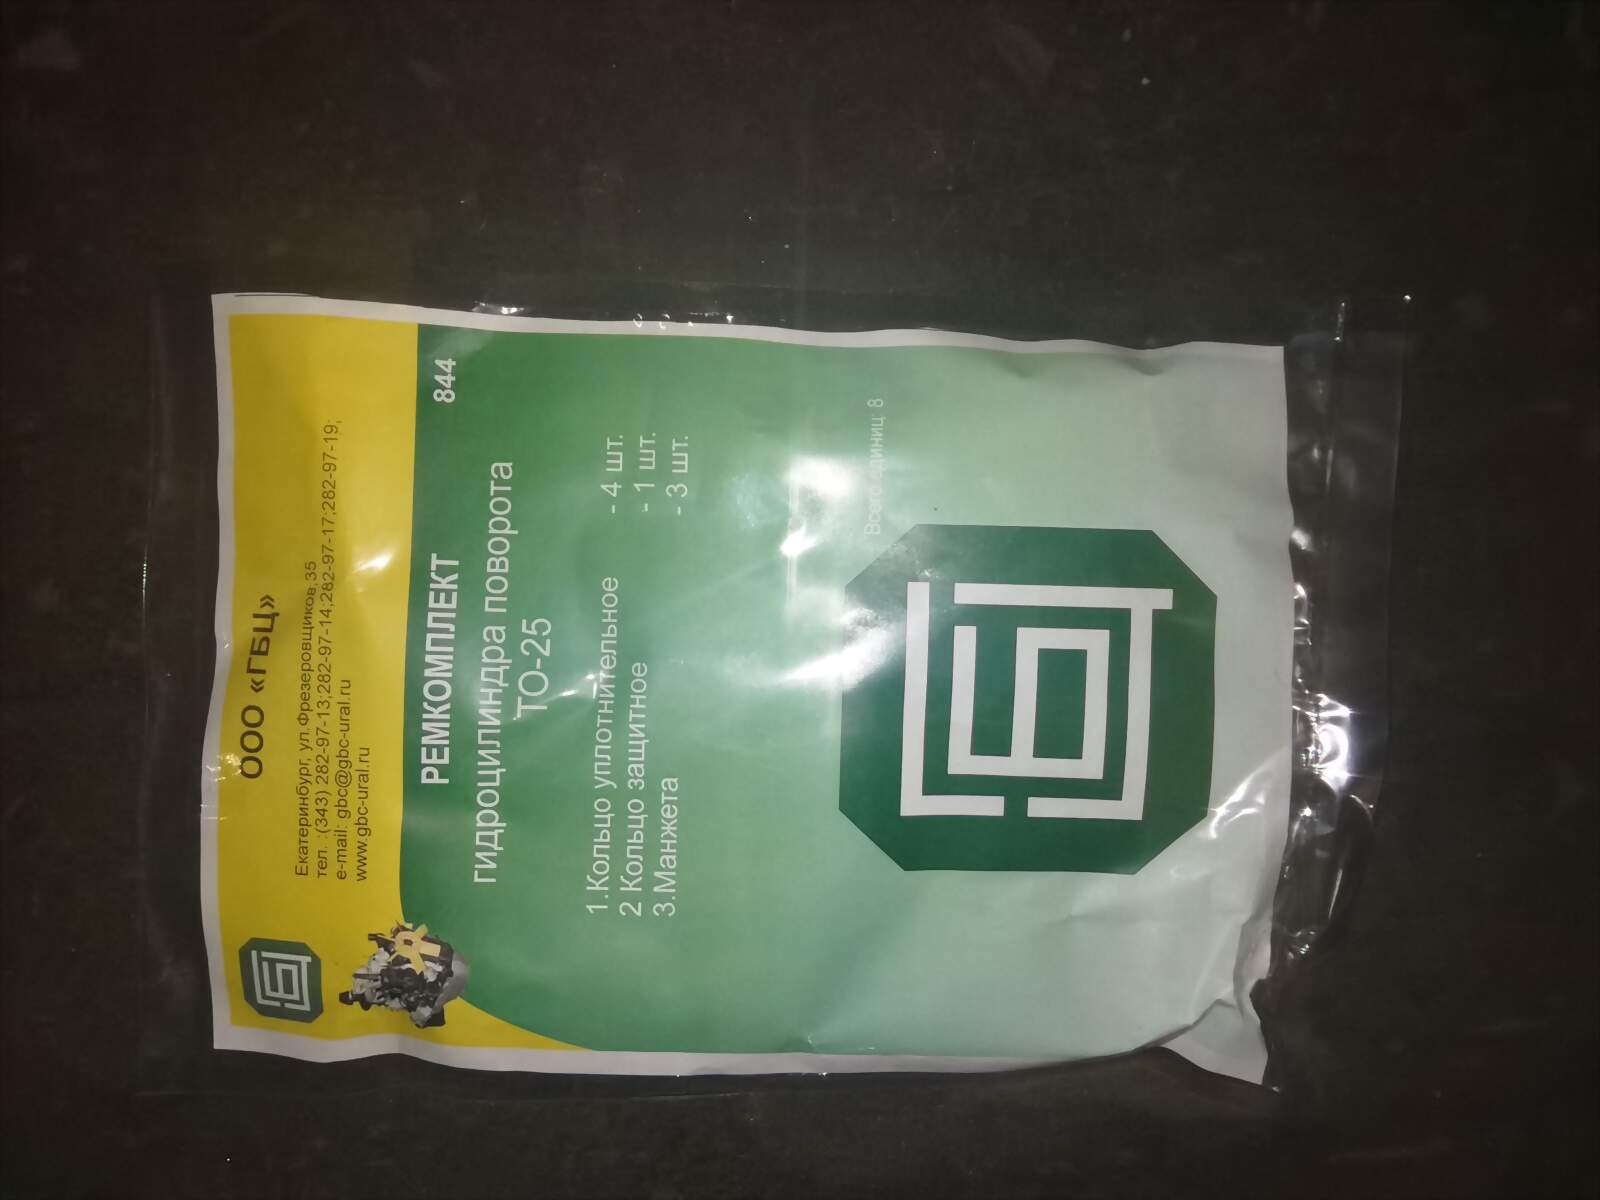 ООО «ГБЦ»
Екатеринбург, ул.Фрезеровщиков,35
тел. :(343) 282-97-13;282-97-14;282-97-17;282-97-19;
e-mail: gbc@gbc-ural.ru
www.gbc-ural.ru
РЕМКОМПЛЕКТ 844
гидроцилиндра поворота
ТО-25
1.Кольцо уплотнительное - 4 шт.
2 Кольцо защитное - 1 шт.
3.Манжета - 3 шт.
Всего единиц: 8